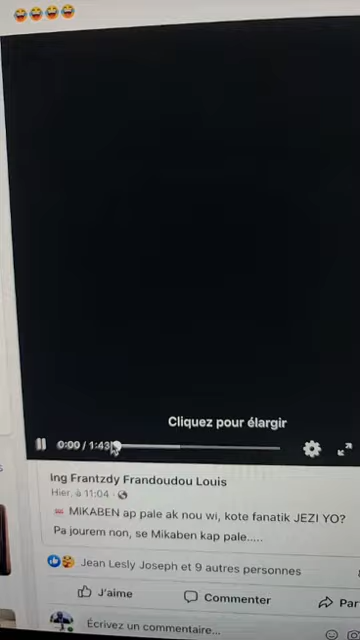 Cliquez pour élargir
0:00 / 1:43
Ing Frantzdy Frandoudou Louis
Hier, à 11:04
MIKABEN ap pale ak nou wi, kote fanatik JEZI YO?
Pa jourem non, se Mikaben kap pale.....
Jean Lesly Joseph et 9 autres personnes
J'aime Commenter Par
Écrivez un commentaire...